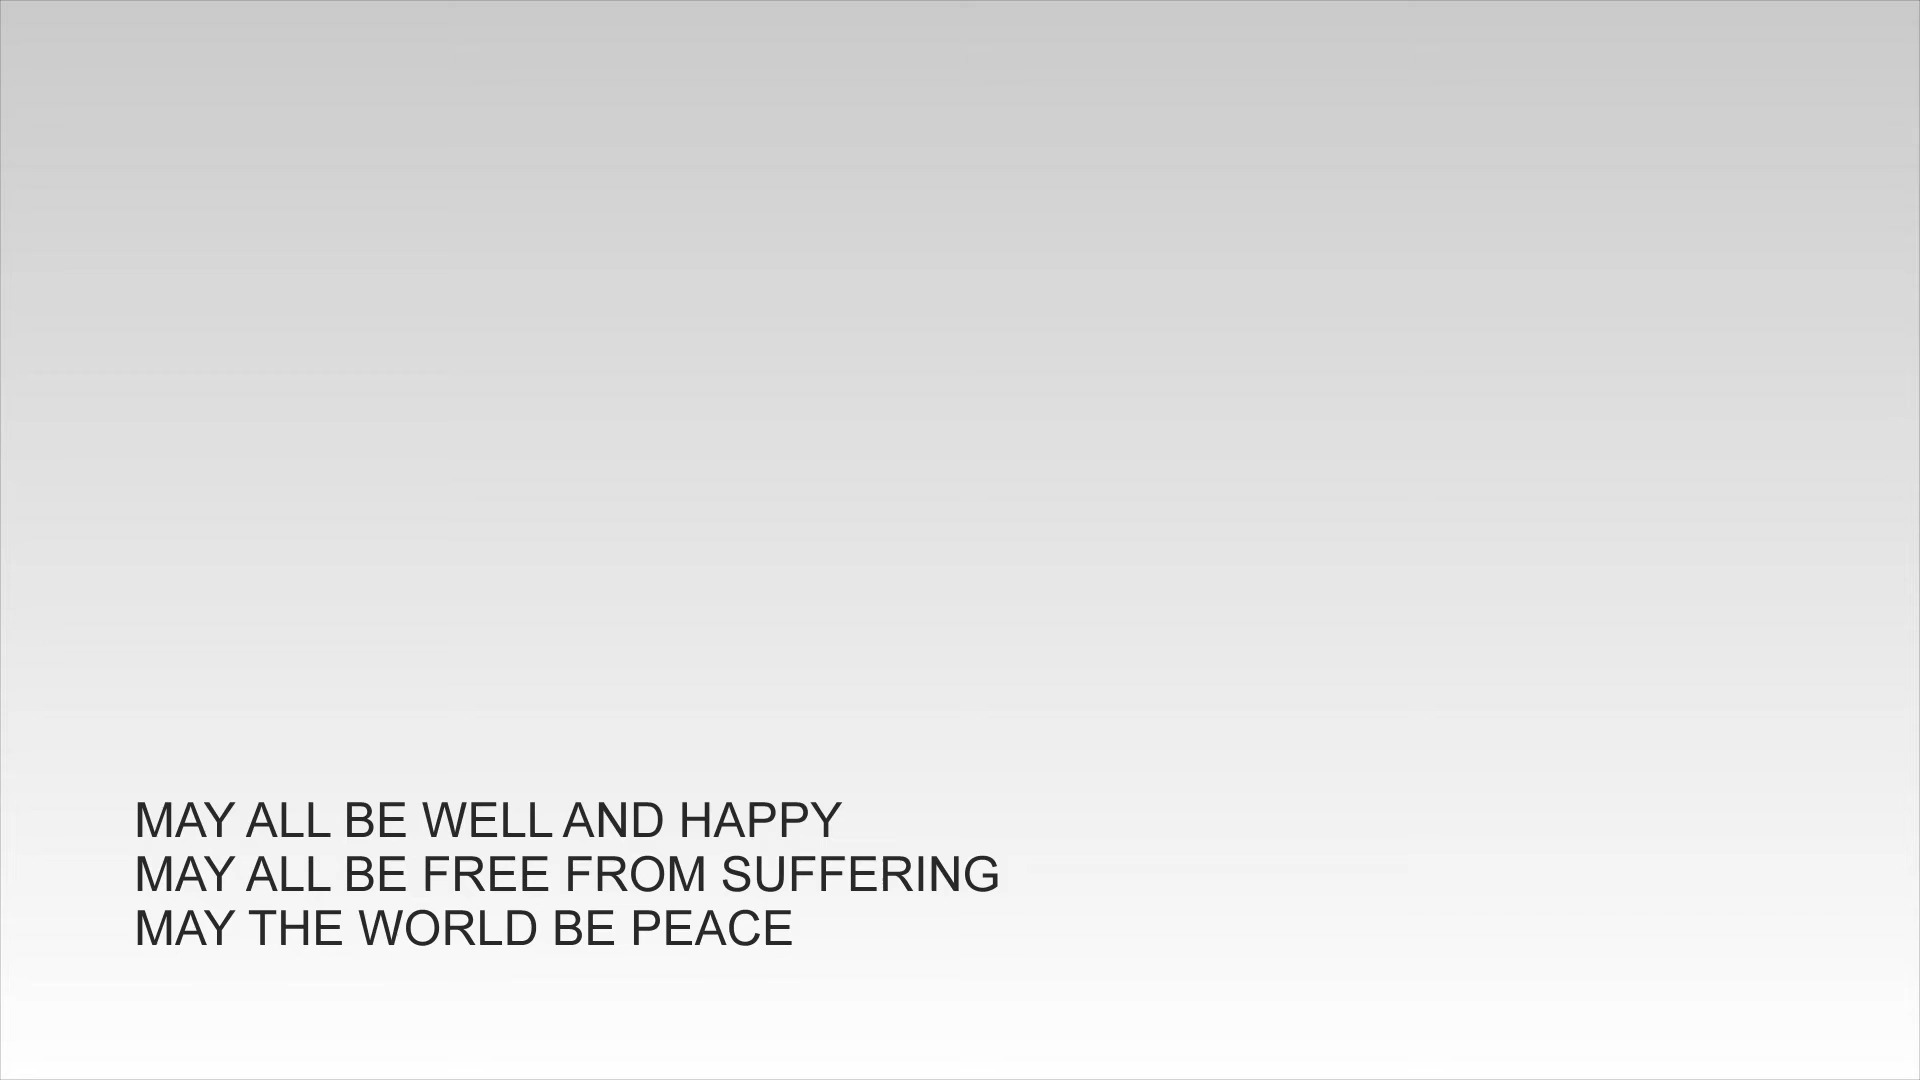 MAY ALL BE WELL AND HAPPY
MAY ALL BE FREE FROM SUFFERING
MAY THE WORLD BE PEACE